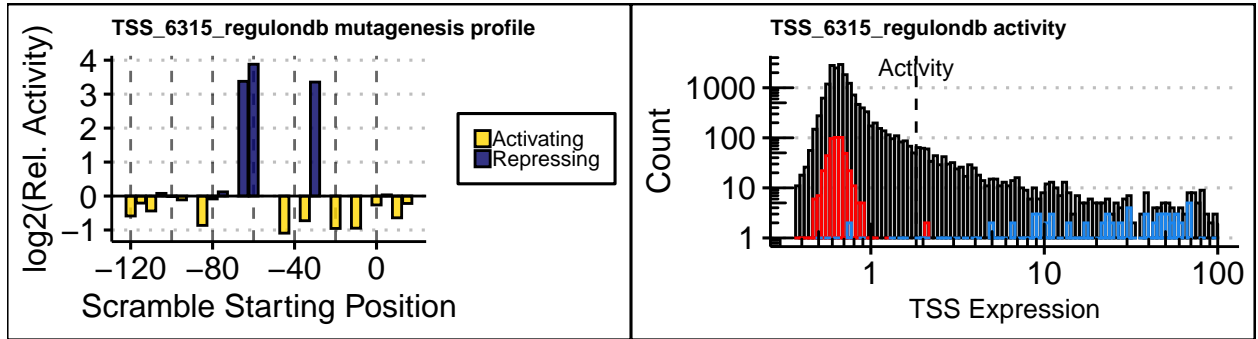 TSS_6315_regulondb mutagenesis profile
log2(Rel. Activity)
4
3
2
1
0
−1
−120
−80
−40
0
Scramble Starting Position
Activating
Repressing
TSS_6315_regulondb activity
Activity
Count
1000
100
10
1
1
10
100
TSS Expression